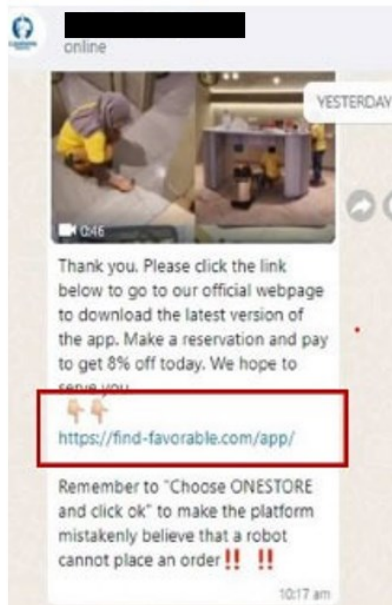 online
YESTERDAY
0:46
Thank you. Please click the link
below to go to our official webpage
to download the latest version of
the app. Make a reservation and pay
to get 8% off today. We hope to
serve you
https://find-favorable.com/app/
Remember to "Choose ONESTORE
and click ok" to make the platform
mistakenly believe that a robot
cannot place an order‼️ ‼️
10:17 am